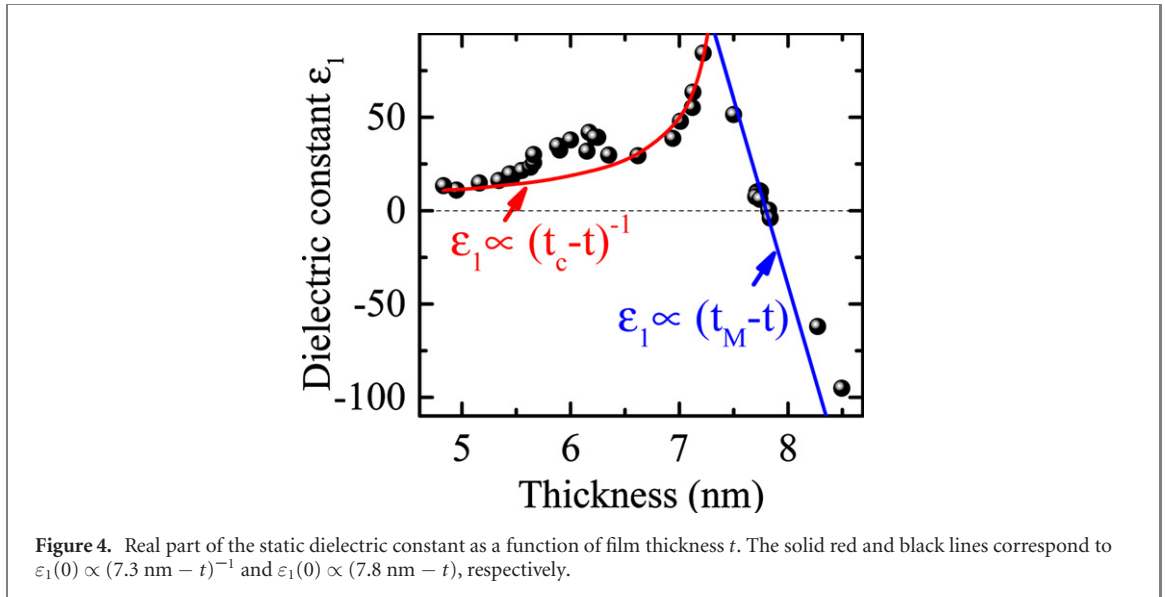 Dielectric constant ε₁
50
0
-50
-100
ε₁ ∝ (t_c-t)⁻¹
ε₁ ∝ (t_M-t)
5 6 7 8
Thickness (nm)
Figure 4. Real part of the static dielectric constant as a function of film thickness t. The solid red and black lines correspond to
ε₁(0) ∝ (7.3 nm − t)⁻¹ and ε₁(0) ∝ (7.8 nm − t), respectively.